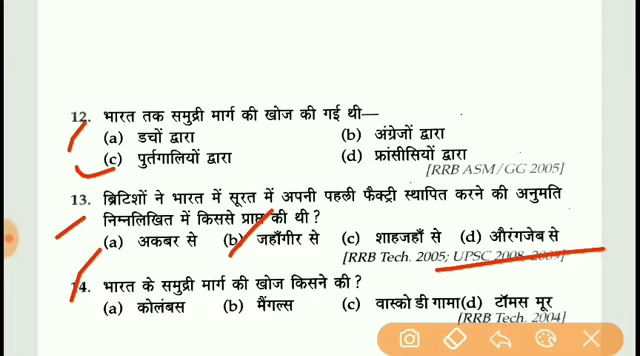 12. भारत तक समुद्री मार्ग की खोज की गई थी—
(a) डचों द्वारा (b) अंग्रेजों द्वारा
(c) पुर्तगालियों द्वारा (d) फ्रांसीसियों द्वारा
[RRB ASM/GG 2005]
13. ब्रिटिशों ने भारत में सूरत में अपनी पहली फैक्ट्री स्थापित करने की अनुमति
निम्नलिखित में किससे प्राप्त की थी ?
(a) अकबर से (b) जहाँगीर से (c) शाहजहाँ से (d) औरंगजेब से
[RRB Tech. 2005; UPSC 2008,
14. भारत के समुद्री मार्ग की खोज किसने की ?
(a) कोलंबस (b) मैंगल्स (c) वास्को डी गामा (d) टॉमस मूर
[RRB Tech. 2004]